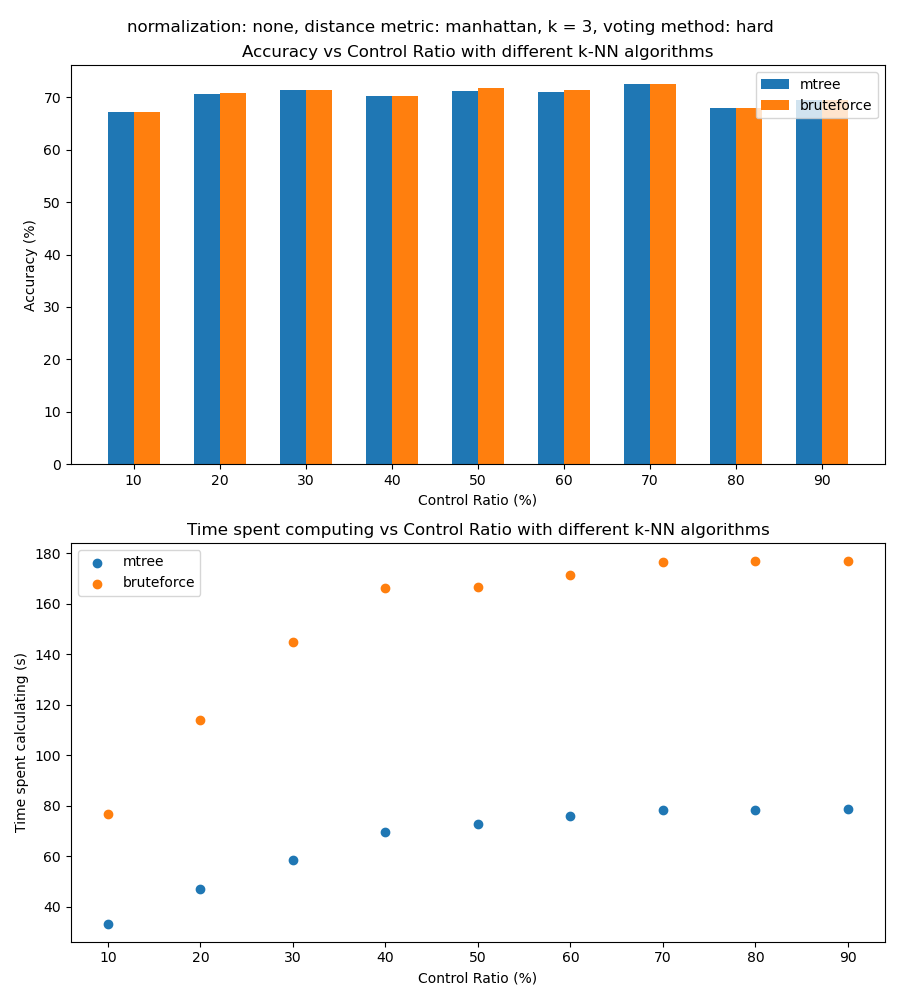 normalization: none, distance metric: manhattan, k = 3, voting method: hard
Accuracy vs Control Ratio with different k-NN algorithms
mtree
bruteforce
70
60
50
40
30
20
10
0
Accuracy (%)
10 20 30 40 50 60 70 80 90
Control Ratio (%)
Time spent computing vs Control Ratio with different k-NN algorithms
mtree
bruteforce
180
160
140
120
100
80
60
40
Time spent calculating (s)
10 20 30 40 50 60 70 80 90
Control Ratio (%)